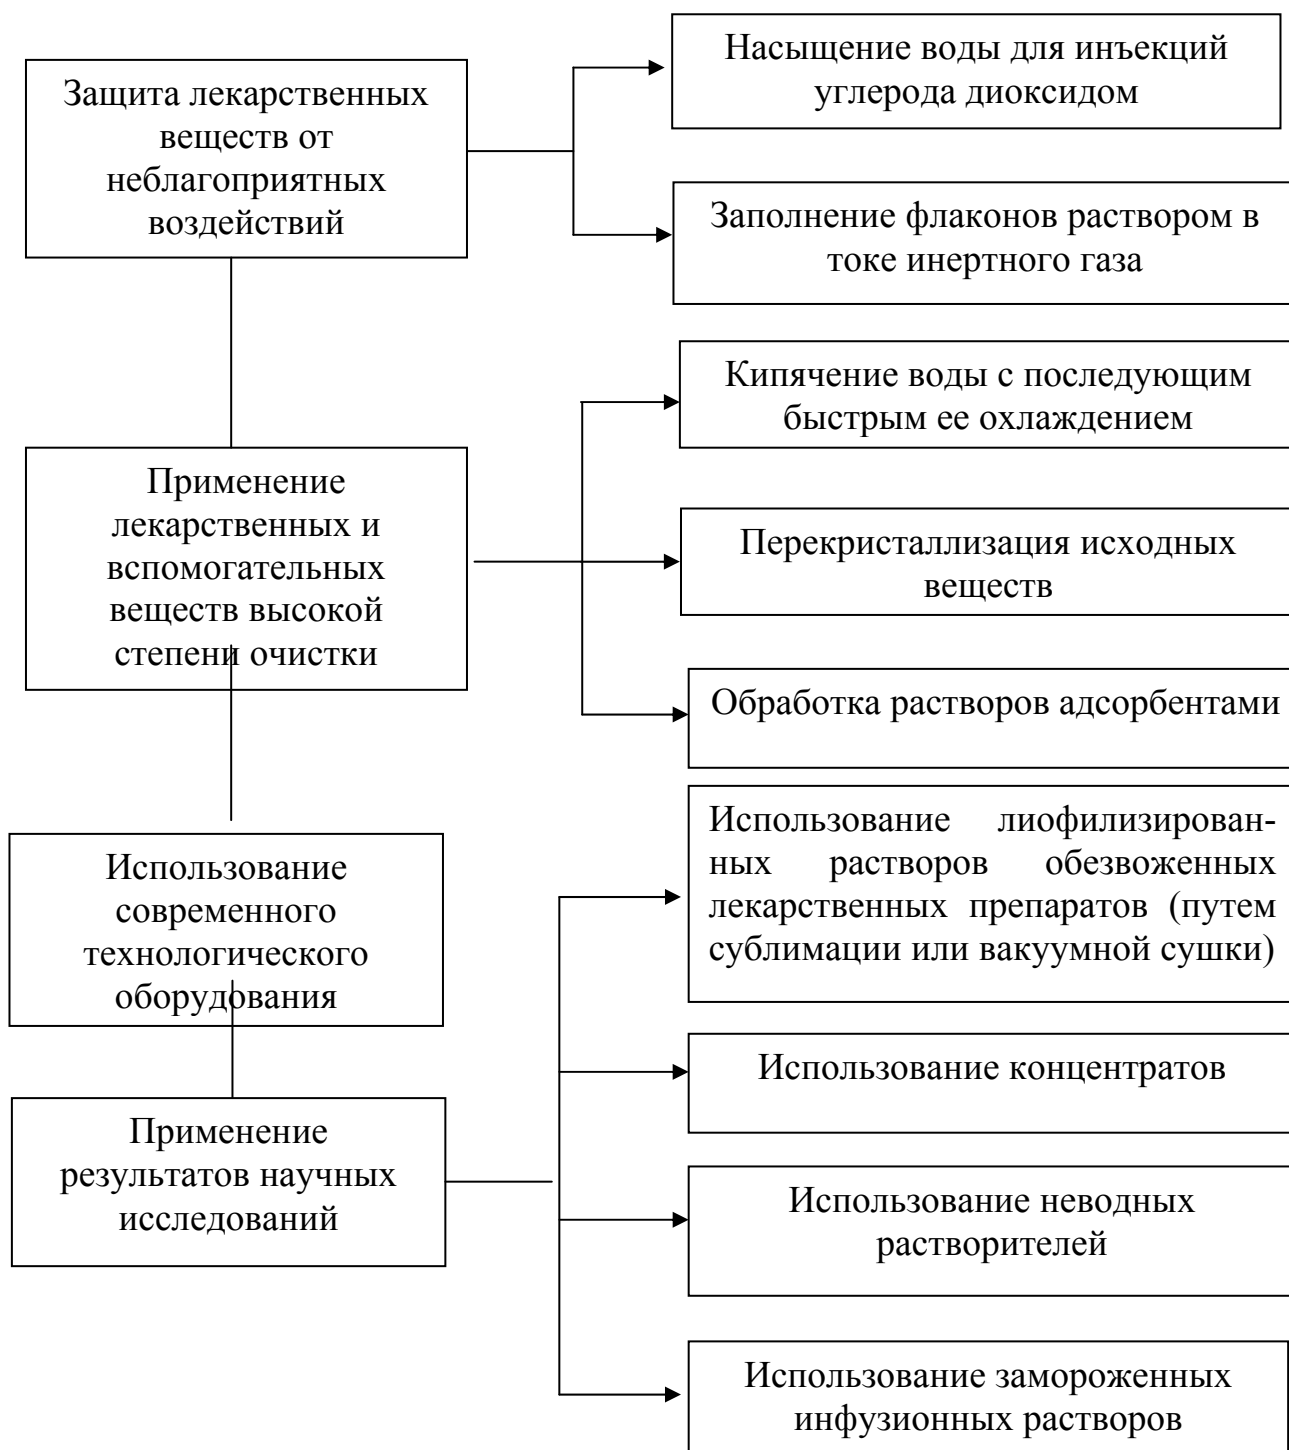 Защита лекарственных
веществ от
неблагоприятных
воздействий
Насыщение воды для инъекций
углерода диоксидом
Заполнение флаконов раствором в
токе инертного газа
Применение
лекарственных и
вспомогательных
веществ высокой
степени очистки
Кипячение воды с последующим
быстрым ее охлаждением
Перекристаллизация исходных
веществ
Обработка растворов адсорбентами
Использование
современного
технологического
оборудования
Применение
результатов научных
исследований
Использование лиофилизирован-
ных растворов обезвоженных
лекарственных препаратов (путем
сублимации или вакуумной сушки)
Использование концентратов
Использование неводных
растворителей
Использование замороженных
инфузионных растворов